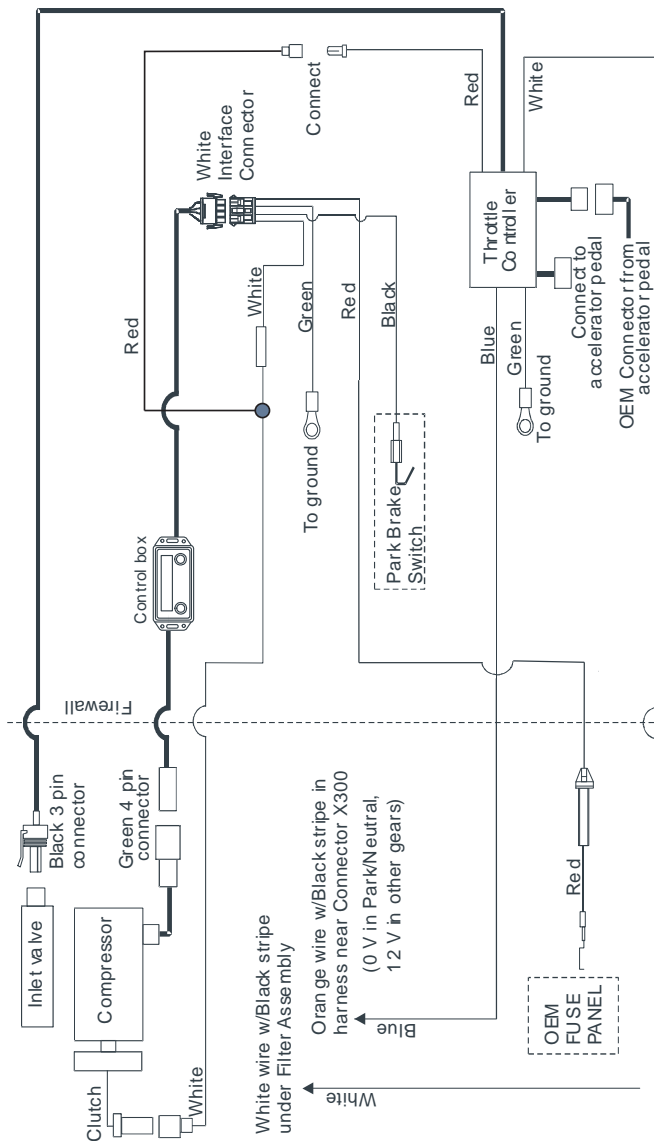 Inlet valve
Black 3 pin
connector
Firewall
Compressor
Green 4 pin
connector
Control box
Clutch
White
Red
White
Interface
Connector
Connect
Red
White
White
Green
Red
Black
To ground
Park Brake
Switch
Throttle
Controller
Blue
Green
To ground
Connect to
accelerator pedal
OEM Connector from
accelerator pedal
White wire w/Black stripe
under Filter Assembly
Orange wire w/Black stripe in
harness near Connector X300
(0 V in Park/Neutral,
12 V in other gears)
Blue
White
Red
OEM
FUSE
PANEL